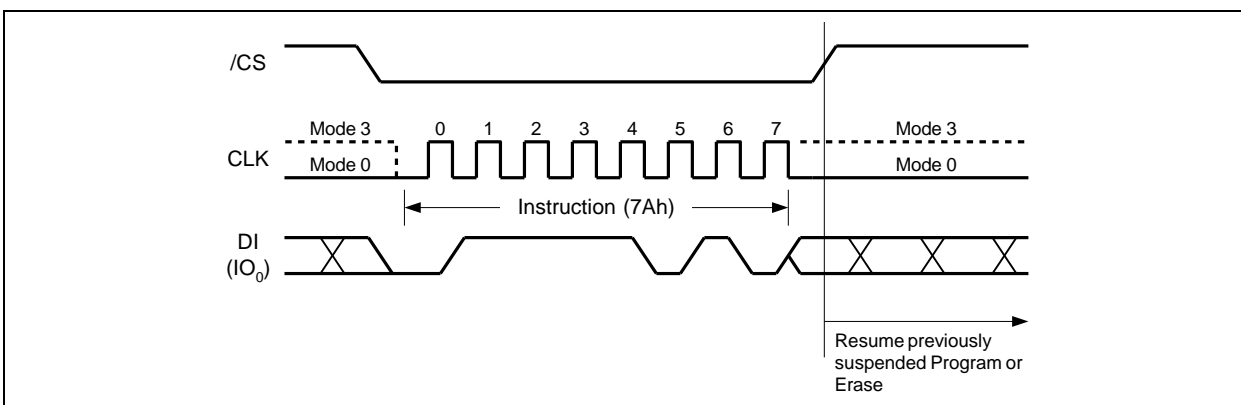 /CS
Mode 3 0 1 2 3 4 5 6 7 Mode 3
CLK
Mode 0 Mode 0
Instruction (7Ah)
DI
(IO0)
Resume previously
suspended Program or
Erase